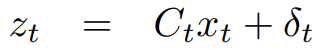 z_t = C_t x_t + δ_t